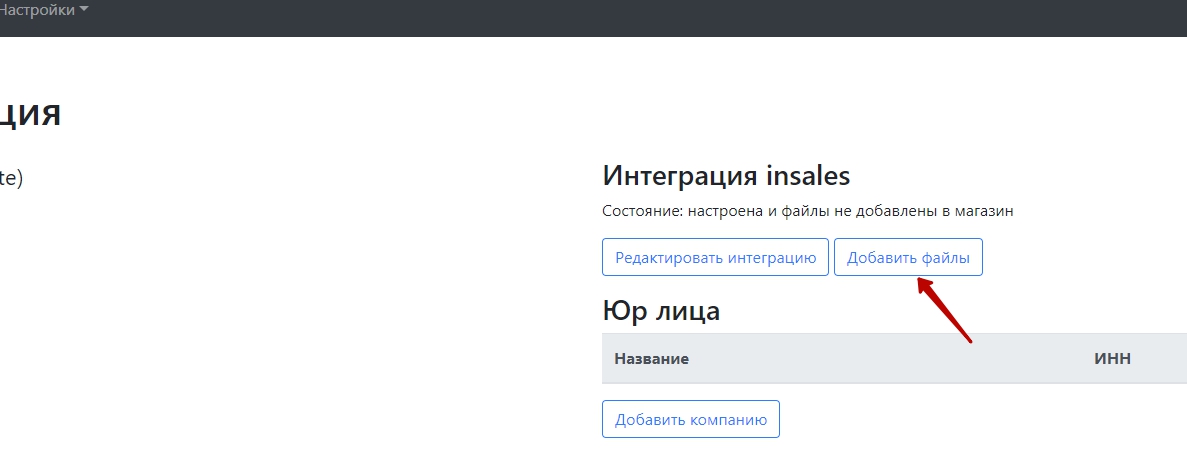 Настройки
ция
te)
Интеграция insales
Состояние: настроена и файлы не добавлены в магазин
Редактировать интеграцию Добавить файлы
Юр лица
Название ИНН
Добавить компанию